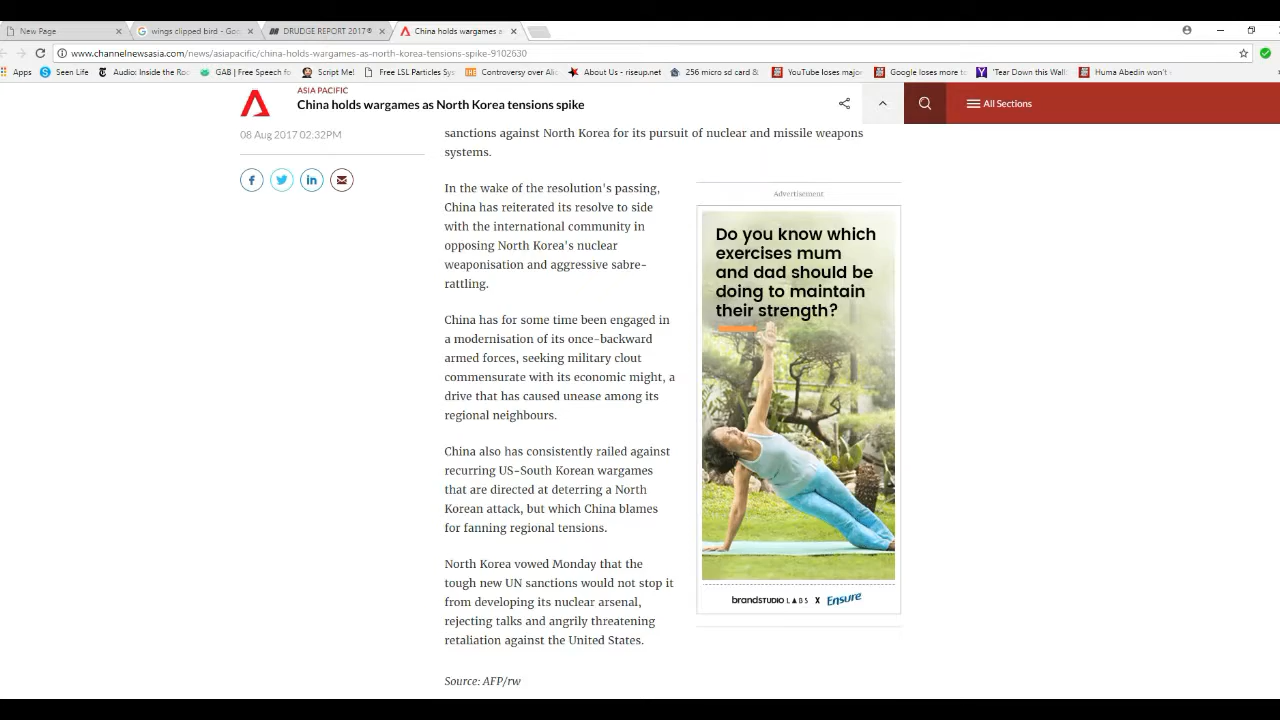 New Page
wings clipped bird - Goo
DRUDGE REPORT 2017®
China holds wargames a
www.channelnewsasia.com/news/asiapacific/china-holds-wargames-as-north-korea-tensions-spike-9102630
Apps
Seen Life
Audio: Inside the Roc
GAB | Free Speech fo
Script Me!
Free LSL Particles Sys
Controversy over Alic
About Us - riseup.net
256 micro sd card &
YouTube loses major
Google loses more to
'Tear Down this Wall:
Huma Abedin won't
ASIA PACIFIC
China holds wargames as North Korea tensions spike
All Sections
08 Aug 2017 02:32PM
sanctions against North Korea for its pursuit of nuclear and missile weapons
systems.
In the wake of the resolution's passing,
China has reiterated its resolve to side
with the international community in
opposing North Korea's nuclear
weaponisation and aggressive sabre-
rattling.
China has for some time been engaged in
a modernisation of its once-backward
armed forces, seeking military clout
commensurate with its economic might, a
drive that has caused unease among its
regional neighbours.
China also has consistently railed against
recurring US-South Korean wargames
that are directed at deterring a North
Korean attack, but which China blames
for fanning regional tensions.
North Korea vowed Monday that the
tough new UN sanctions would not stop it
from developing its nuclear arsenal,
rejecting talks and angrily threatening
retaliation against the United States.
Source: AFP/rw
Advertisement
Do you know which
exercises mum
and dad should be
doing to maintain
their strength?
brandSTUDIO LABS X Ensure